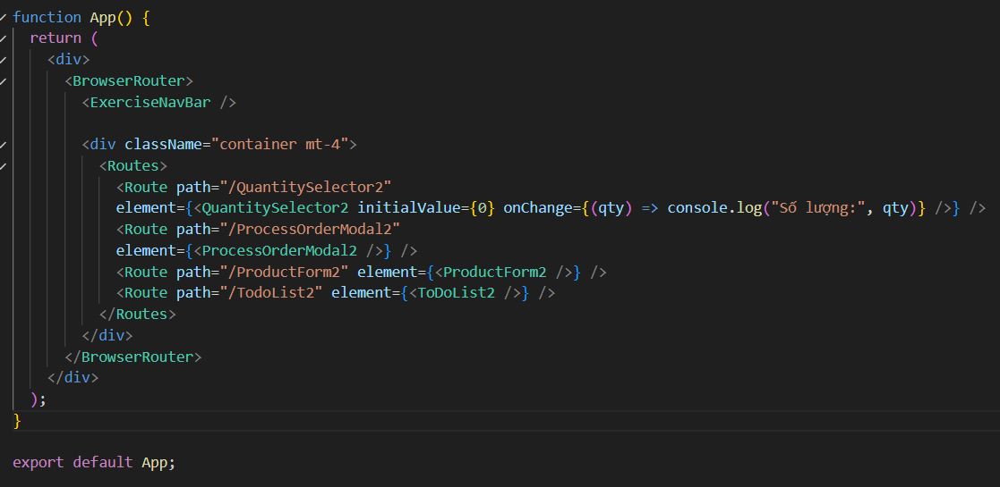 function App() {
  return (
    <div>
      <BrowserRouter>
        <ExerciseNavBar />

        <div className="container mt-4">
          <Routes>
            <Route path="/QuantitySelector2"
            element={<QuantitySelector2 initialValue={0} onChange={(qty) => console.log("Số lượng:", qty)} />} />
            <Route path="/ProcessOrderModal2"
            element={<ProcessOrderModal2 />} />
            <Route path="/ProductForm2" element={<ProductForm2 />} />
            <Route path="/TodoList2" element={<ToDoList2 />} />
          </Routes>
        </div>
      </BrowserRouter>
    </div>
  );
}

export default App;